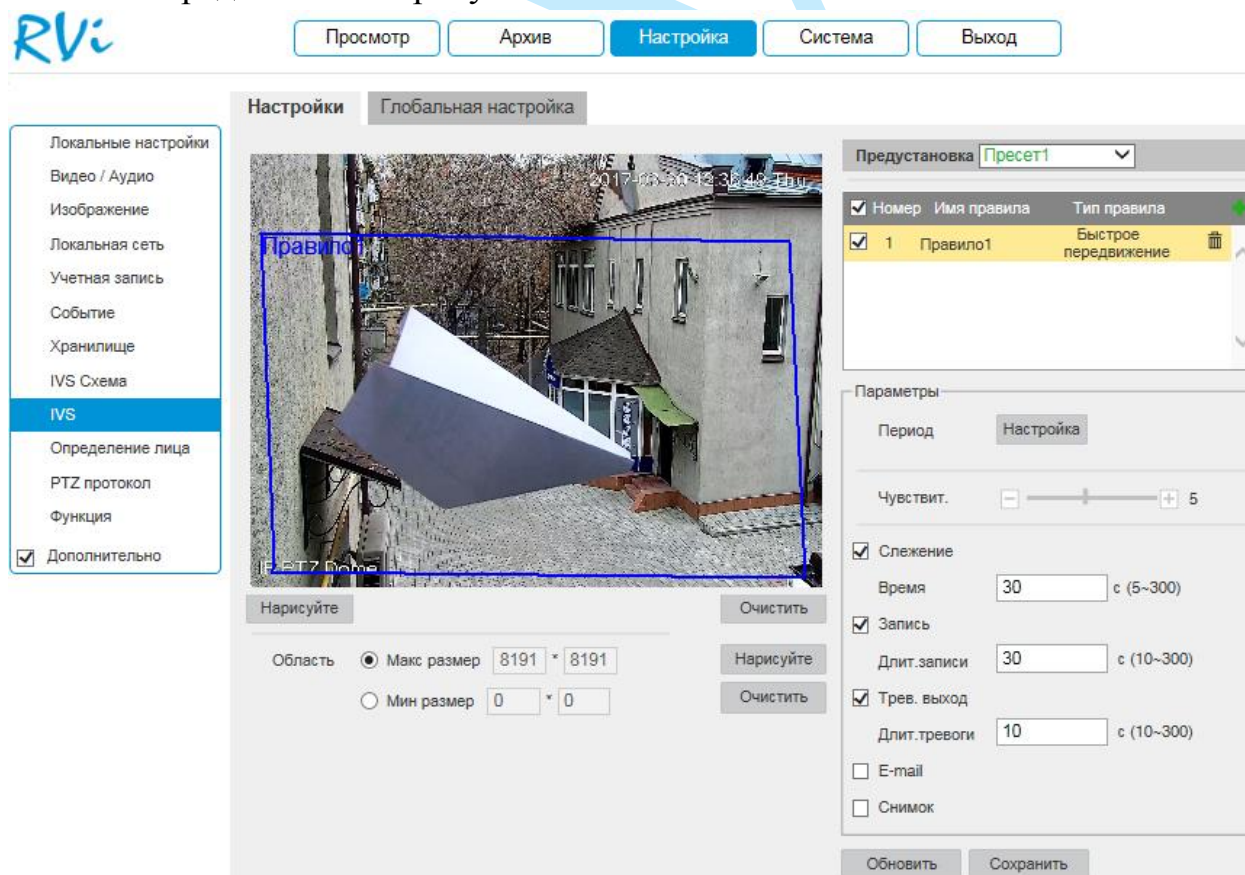 RVi
Просмотр
Архив
Настройка
Система
Выход
Настройки
Глобальная настройка
Локальные настройки
Видео / Аудио
Изображение
Локальная сеть
Учетная запись
Событие
Хранилище
IVS Схема
IVS
Определение лица
PTZ протокол
Функция
Дополнительно
Правило1
IP PTZ Dome
Нарисуйте
Очистить
Область
Макс размер 8191 * 8191
Нарисуйте
Мин размер 0 * 0
Очистить
Предустановка Пресет1
Номер Имя правила Тип правила
1 Правило1 Быстрое
передвижение
Параметры
Период Настройка
Чувствит. 5
Слежение
Время 30 с (5~300)
Запись
Длит.записи 30 с (10~300)
Трев. выход
Длит.тревоги 10 с (10~300)
E-mail
Снимок
Обновить
Сохранить